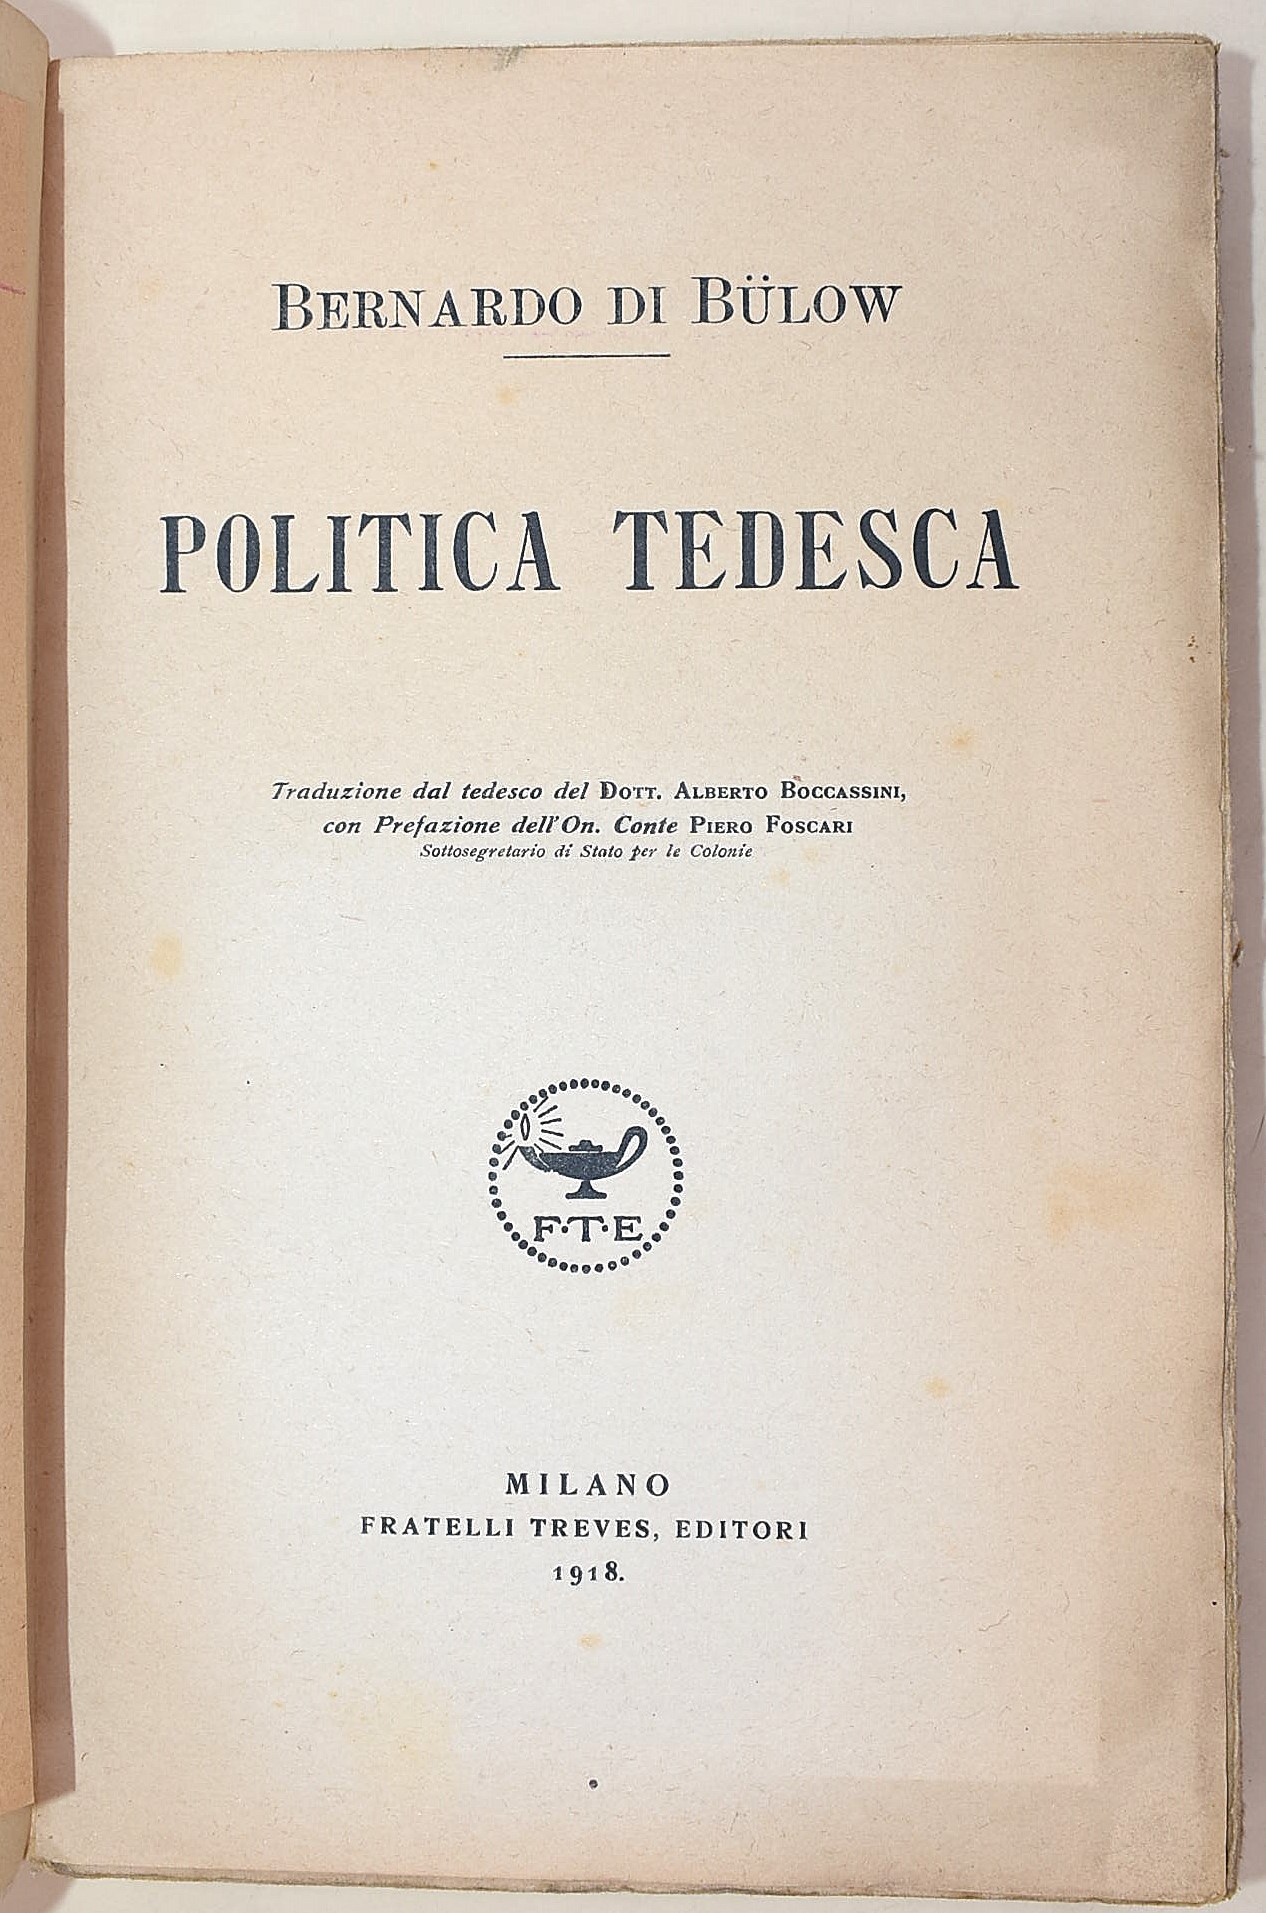 BERNARDO DI BÜLOW
POLITICA TEDESCA
Traduzione dal tedesco del DOTT. ALBERTO BOCCASSINI,
con Prefazione dell'On. Conte PIERO FOSCARI
Sottosegretario di Stato per le Colonie
F·T·E
MILANO
FRATELLI TREVES, EDITORI
1918.